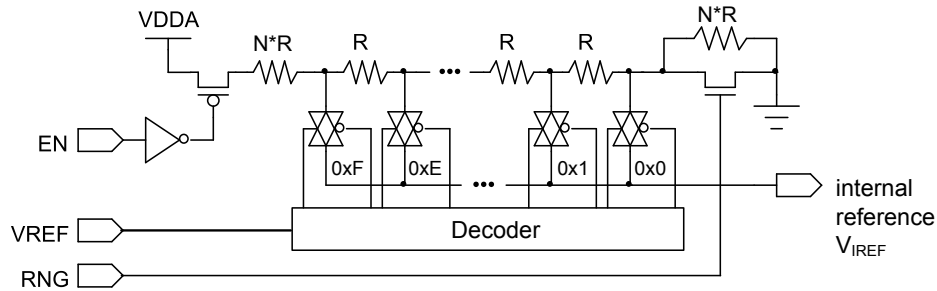 VDDA
N*R
R
R
R
N*R
•••
EN
0xF
0xE
0x1
0x0
•••
internal
reference
VIREF
VREF
Decoder
RNG